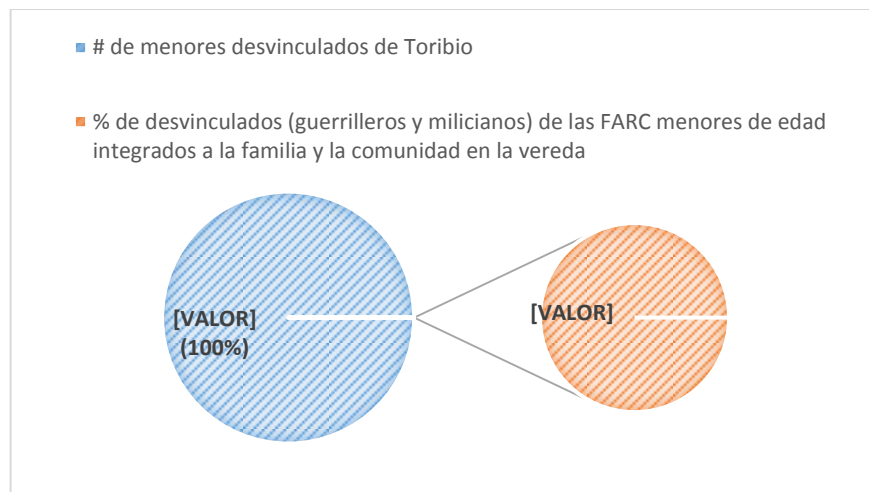 # de menores desvinculados de Toribio
% de desvinculados (guerrilleros y milicianos) de las FARC menores de edad
integrados a la familia y la comunidad en la vereda
[VALOR]
(100%)
[VALOR]